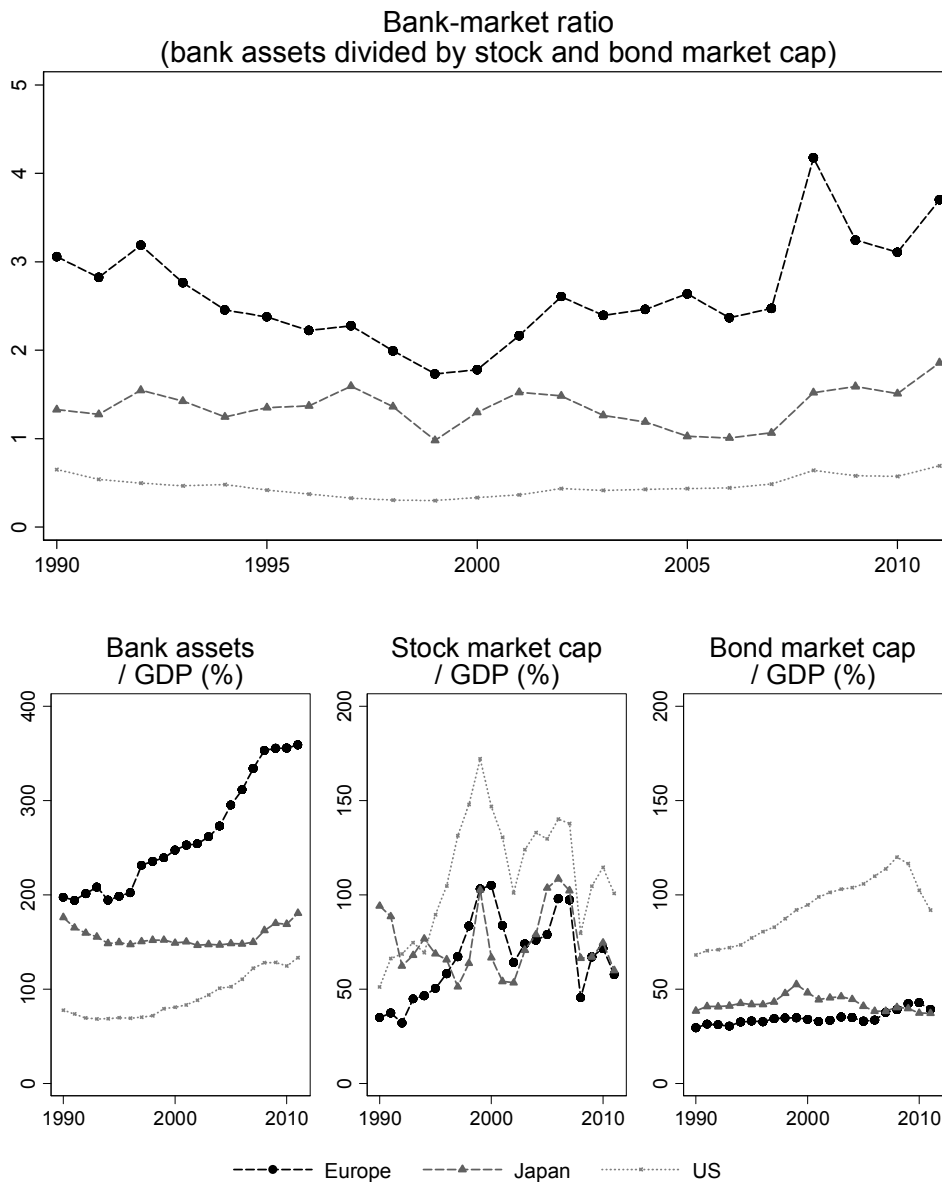 Bank-market ratio
(bank assets divided by stock and bond market cap)
5
4
3
2
1
0
1990 1995 2000 2005 2010
Bank assets
/ GDP (%)
400
300
200
100
0
1990 2000 2010
Stock market cap
/ GDP (%)
200
150
100
50
0
1990 2000 2010
Bond market cap
/ GDP (%)
200
150
100
50
0
1990 2000 2010
Europe Japan US